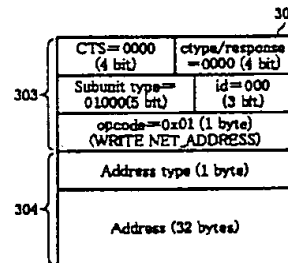 30
CTS=0000
(4 bit)
ctype/response
=0000 (4 bit)
303
Subunit type=
01000(5 bit)
id=000
(3 bit)
opcode=0x01 (1 byte)
(WRITE NET_ADDRESS)
Address type (1 byte)
304
Address (32 bytes)